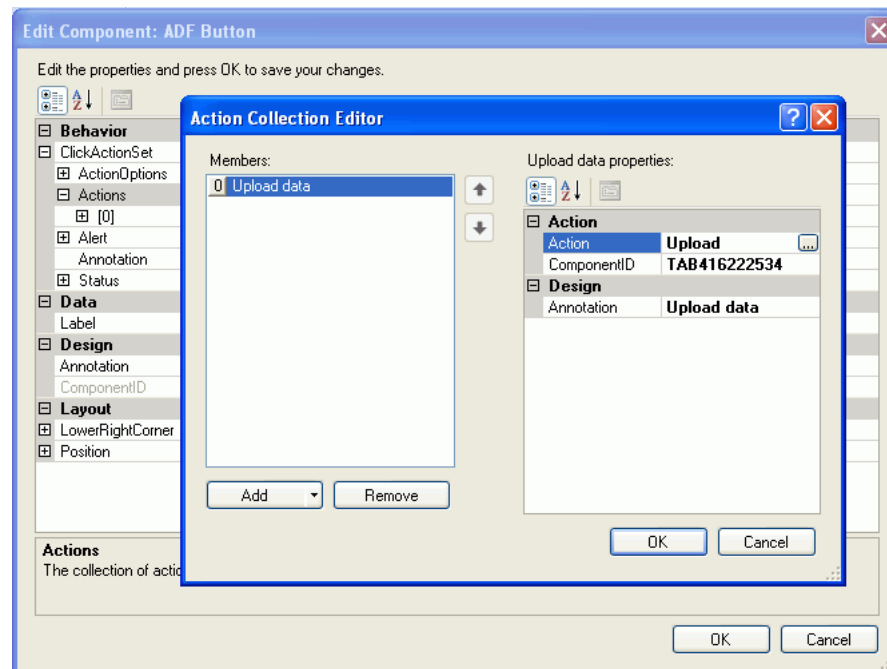 Edit Component: ADF Button
Edit the properties and press OK to save your changes.
Behavior
ClickActionSet
ActionOptions
Actions
[0]
Alert
Annotation
Status
Data
Label
Design
Annotation
ComponentID
Layout
LowerRightCorner
Position
Actions
The collection of
OK Cancel
Action Collection Editor
Members:
0 Upload data
Add Remove
Upload data properties:
Action
Action Upload ...
ComponentID TAB416222534
Design
Annotation Upload data
OK Cancel